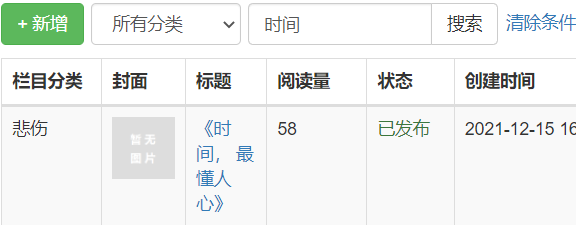 + 新增 所有分类 时间 搜索 清除条件
栏目分类 封面 标题 阅读量 状态 创建时间
悲伤 暂无 《时 58 已发布 2021-12-15 16
图片 间， 最
懂人
心》